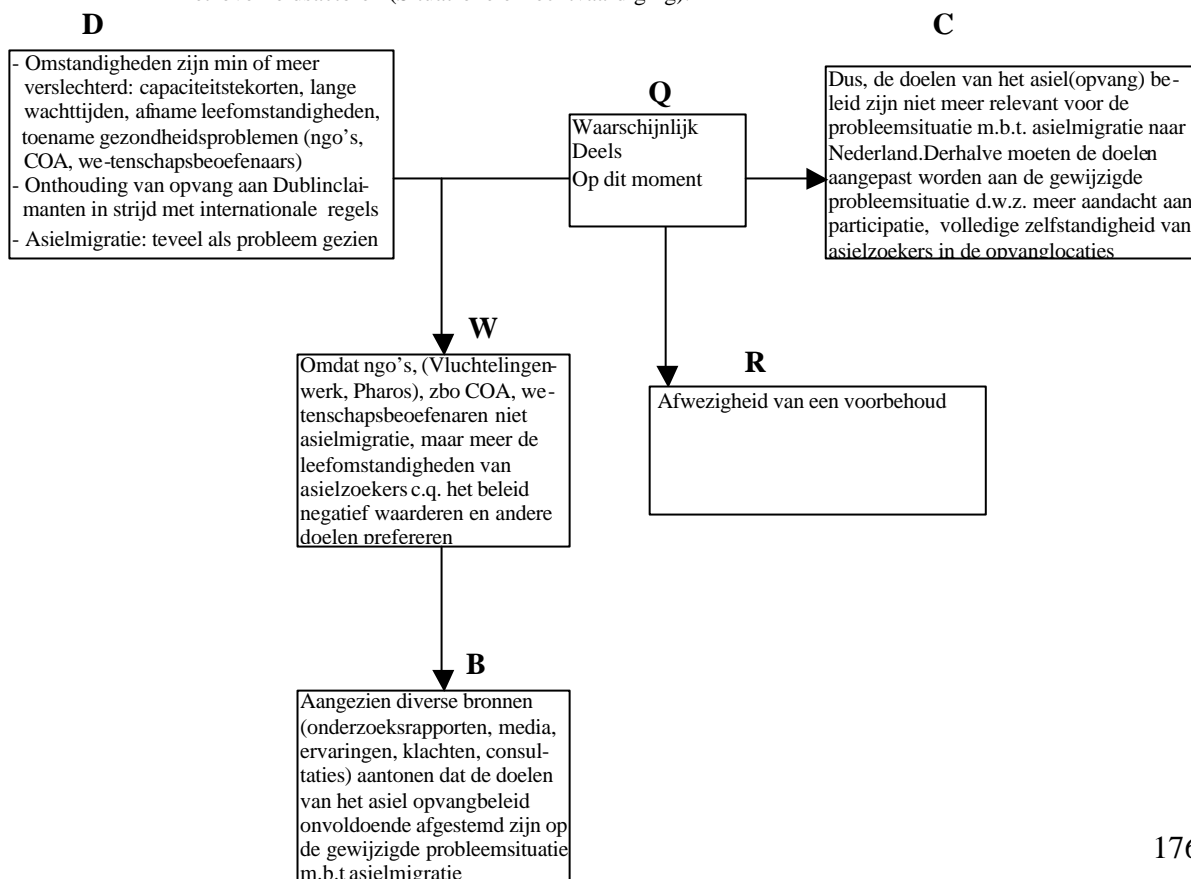 D
- Omstandigheden zijn min of meer
verslechterd: capaciteitstekorten, lange
wachttijden, afname leefomstandigheden,
toename gezondheidsproblemen (ngo's,
COA, we-tenschapsbeoefenaars)
- Onthouding van opvang aan Dublinclai-
manten in strijd met internationale regels
- Asielmigratie: teveel als probleem gezien
Q
Waarschijnlijk
Deels
Op dit moment
C
Dus, de doelen van het asiel(opvang) be-
leid zijn niet meer relevant voor de
probleemsituatie m.b.t. asielmigratie naar
Nederland.Derhalve moeten de doelen
aangepast worden aan de gewijzigde
probleemsituatie d.w.z. meer aandacht aan
participatie, volledige zelfstandigheid van
asielzoekers in de opvanglocaties
W
Omdat ngo's, (Vluchtelingen-
werk, Pharos), zbo COA, we-
tenschapsbeoefenaren niet
asielmigratie, maar meer de
leefomstandigheden van
asielzoekers c.q. het beleid
negatief waarderen en andere
doelen prefereren
R
Afwezigheid van een voorbehoud
B
Aangezien diverse bronnen
(onderzoeksrapporten, media,
ervaringen, klachten, consul-
taties) aantonen dat de doelen
van het asiel opvangbeleid
onvoldoende afgestemd zijn op
de gewijzigde probleemsituatie
m.b.t asielmigratie
176